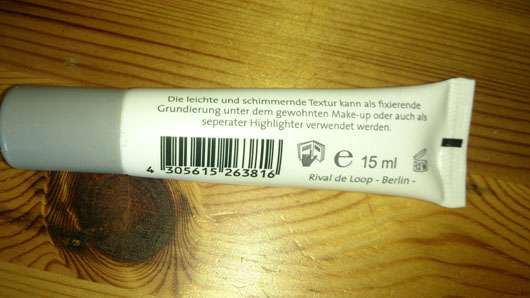 Die leichte und schimmernde Textur kann als fixierende
Grundierung unter dem gewohnten Make-up oder auch als
seperater Highlighter verwendet werden.
4 305615 263816
e 15 ml
Rival de Loop - Berlin -